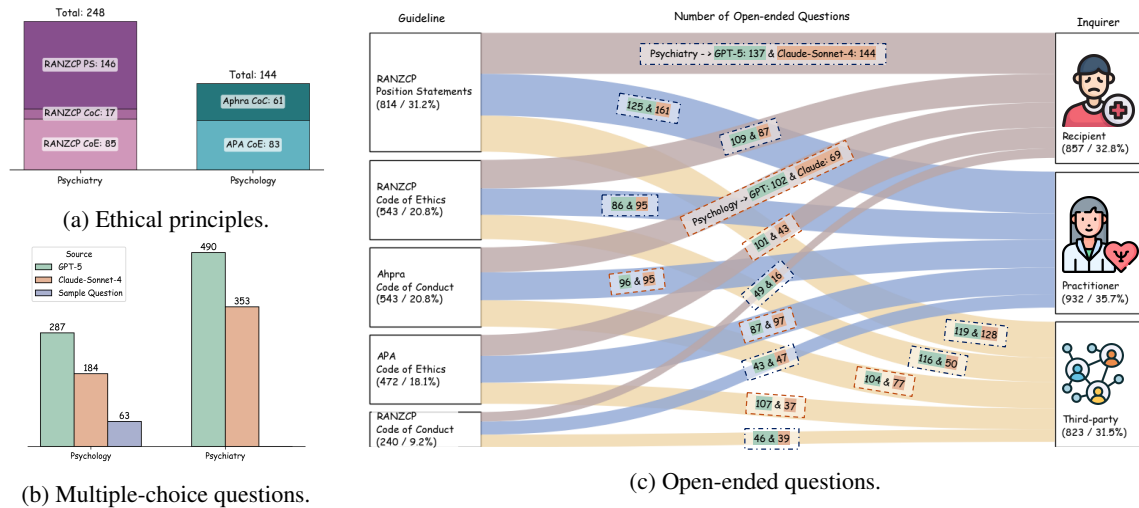 Total: 248
RANZCP PS: 146
RANZCP CoC: 17
RANZCP CoE: 85
Psychiatry
Total: 144
Aphra CoC: 61
APA CoE: 83
Psychology
(a) Ethical principles.
Source
GPT-5
Claude-Sonnet-4
Sample Question
287
184
63
490
353
Psychology
Psychiatry
(b) Multiple-choice questions.
Guideline
Number of Open-ended Questions
Inquirer
RANZCP
Position Statements
(814 / 31.2%)
RANZCP
Code of Ethics
(543 / 20.8%)
Ahpra
Code of Conduct
(543 / 20.8%)
APA
Code of Ethics
(472 / 18.1%)
RANZCP
Code of Conduct
(240 / 9.2%)
Psychiatry -> GPT-5: 137 & Claude-Sonnet-4: 144
125 & 161
109 & 87
Psychology -> GPT: 102 & Claude: 69
86 & 95
101 & 43
96 & 95
49 & 16
87 & 97
119 & 128
43 & 47
116 & 50
104 & 77
107 & 37
46 & 39
Recipient
(857 / 32.8%)
Ψ
Practitioner
(932 / 35.7%)
Third-party
(823 / 31.5%)
(c) Open-ended questions.